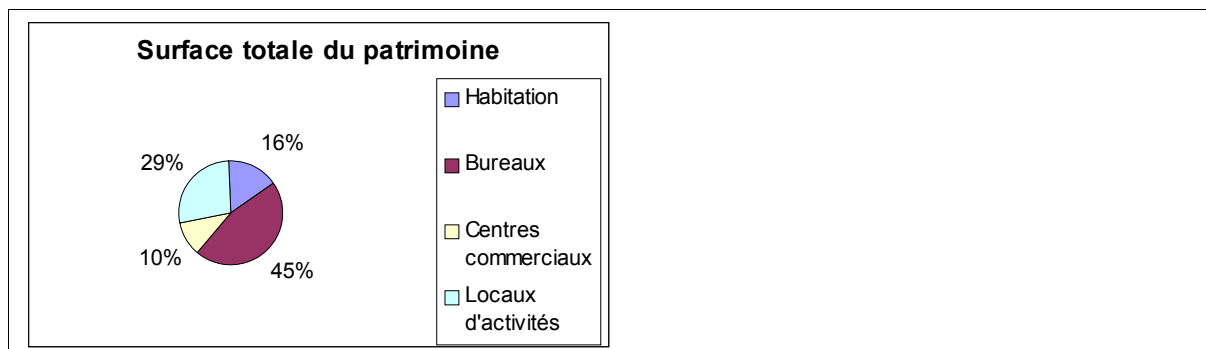 Surface totale du patrimoine
Habitation
16%
29%
Bureaux
Centres
commerciaux
10%
45%
Locaux
d'activités